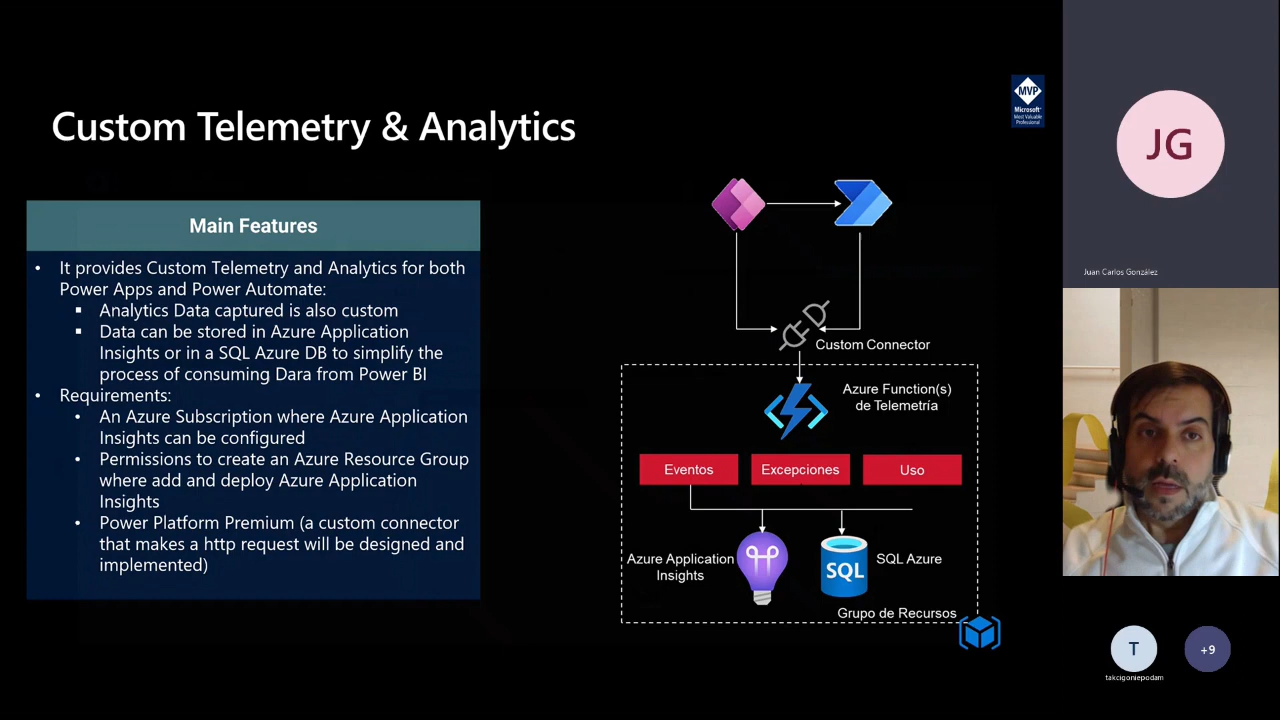 Custom Telemetry & Analytics
MVP
Microsoft®
Most Valuable
Professional
Main Features
• It provides Custom Telemetry and Analytics for both
Power Apps and Power Automate:
▪ Analytics Data captured is also custom
▪ Data can be stored in Azure Application
Insights or in a SQL Azure DB to simplify the
process of consuming Dara from Power BI
• Requirements:
• An Azure Subscription where Azure Application
Insights can be configured
• Permissions to create an Azure Resource Group
where add and deploy Azure Application
Insights
• Power Platform Premium (a custom connector
that makes a http request will be designed and
implemented)
Custom Connector
Azure Function(s)
de Telemetría
Eventos
Excepciones
Uso
Azure Application
Insights
SQL
SQL Azure
Grupo de Recursos
JG
Juan Carlos González
T
takcigoniepodam
+9